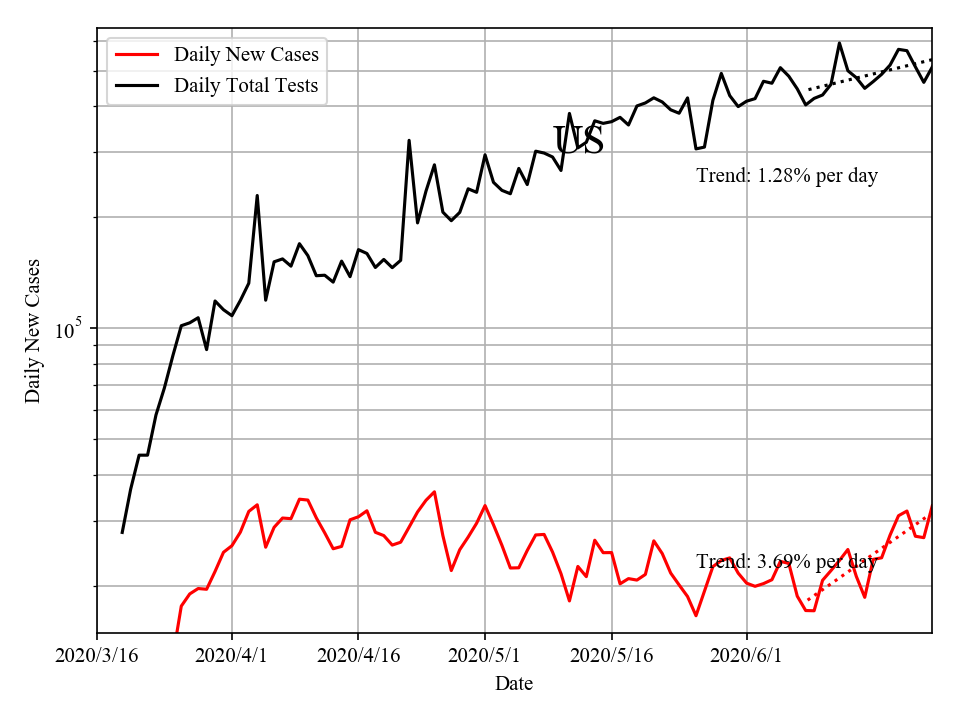 Daily New Cases
Daily Total Tests
US
Trend: 1.28% per day
Daily New Cases
10^5
Trend: 3.69% per day
2020/3/16 2020/4/1 2020/4/16 2020/5/1 2020/5/16 2020/6/1
Date